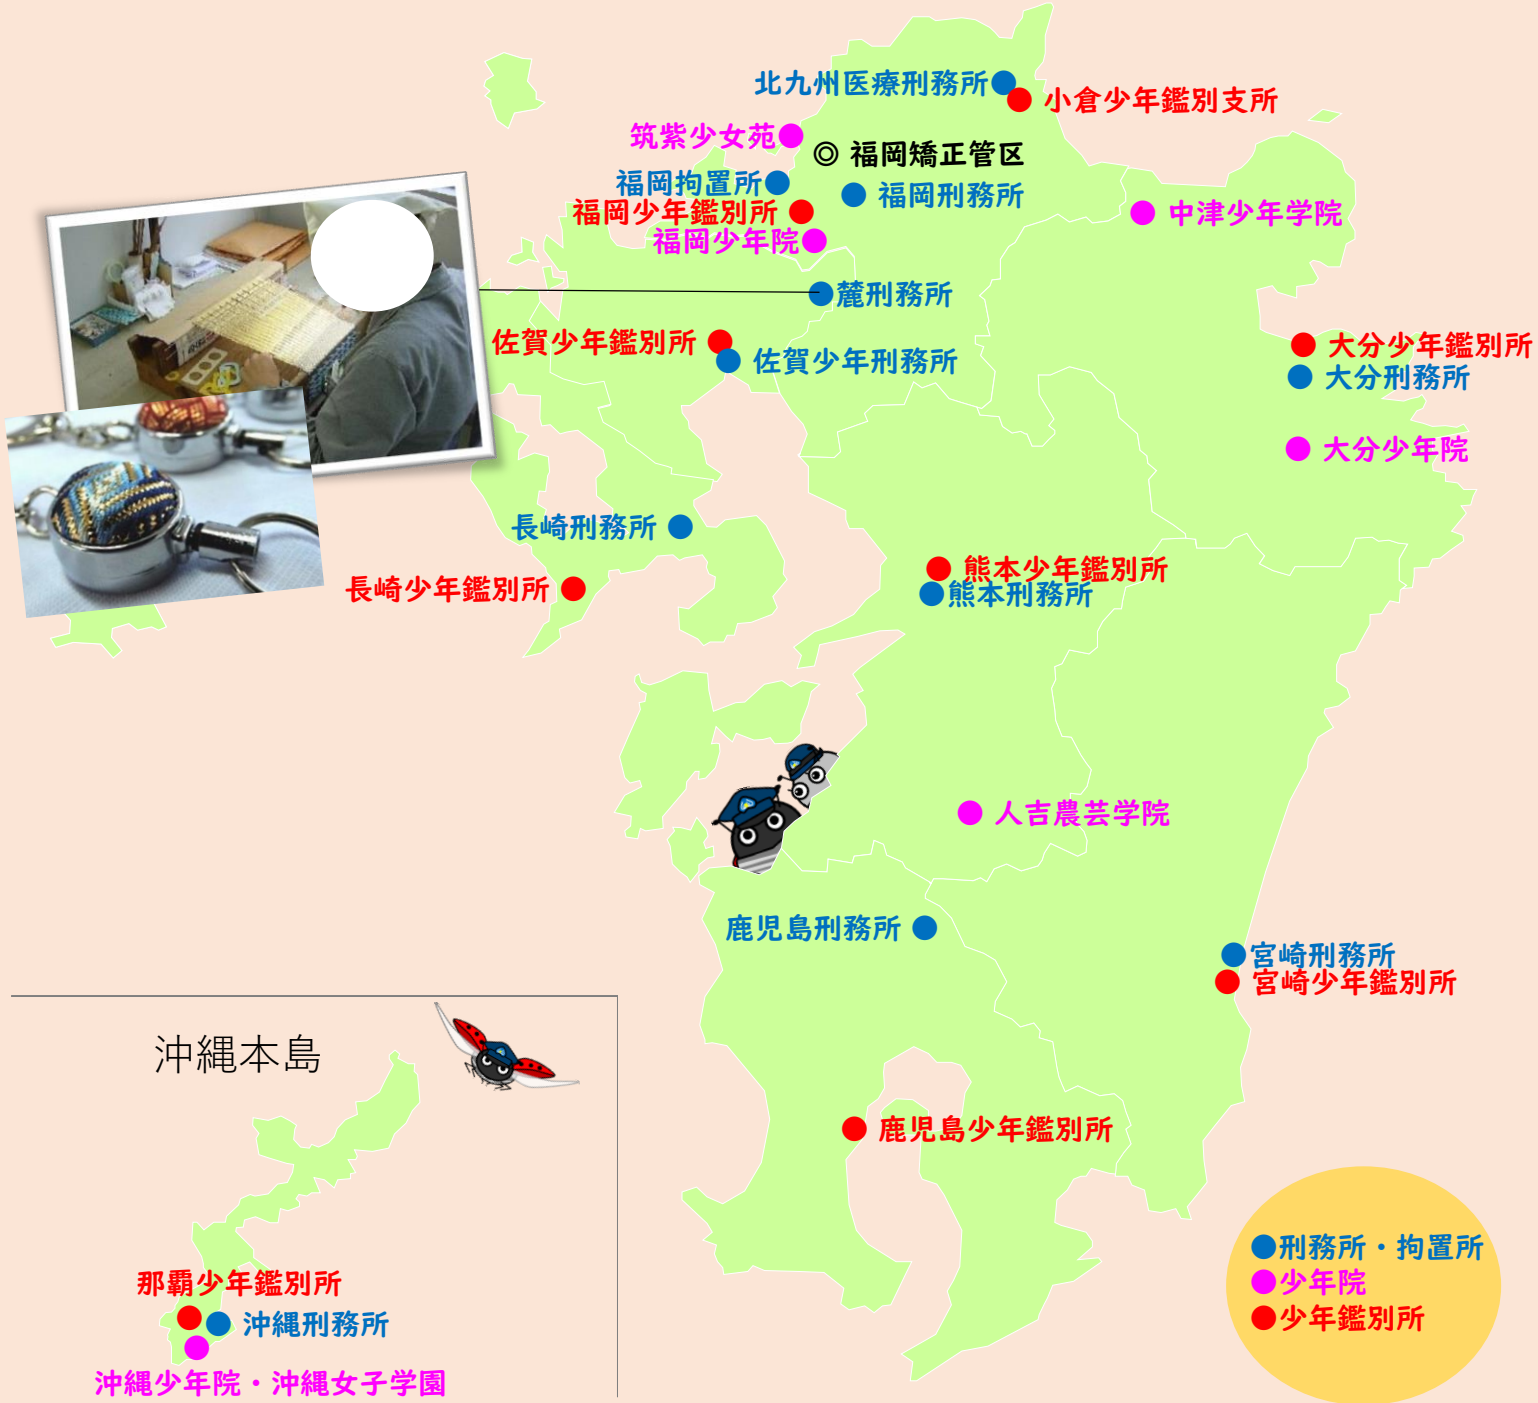 北九州医療刑務所
小倉少年鑑別支所
筑紫少女苑
◎ 福岡矯正管区
福岡拘置所
福岡刑務所
福岡少年鑑別所
中津少年学院
福岡少年院
麓刑務所
佐賀少年鑑別所
佐賀少年刑務所
大分少年鑑別所
大分刑務所
大分少年院
長崎刑務所
長崎少年鑑別所
熊本少年鑑別所
熊本刑務所
人吉農芸学院
鹿児島刑務所
宮崎刑務所
宮崎少年鑑別所
沖縄本島
鹿児島少年鑑別所
那覇少年鑑別所
沖縄刑務所
沖縄少年院・沖縄女子学園
●刑務所・拘置所
●少年院
●少年鑑別所